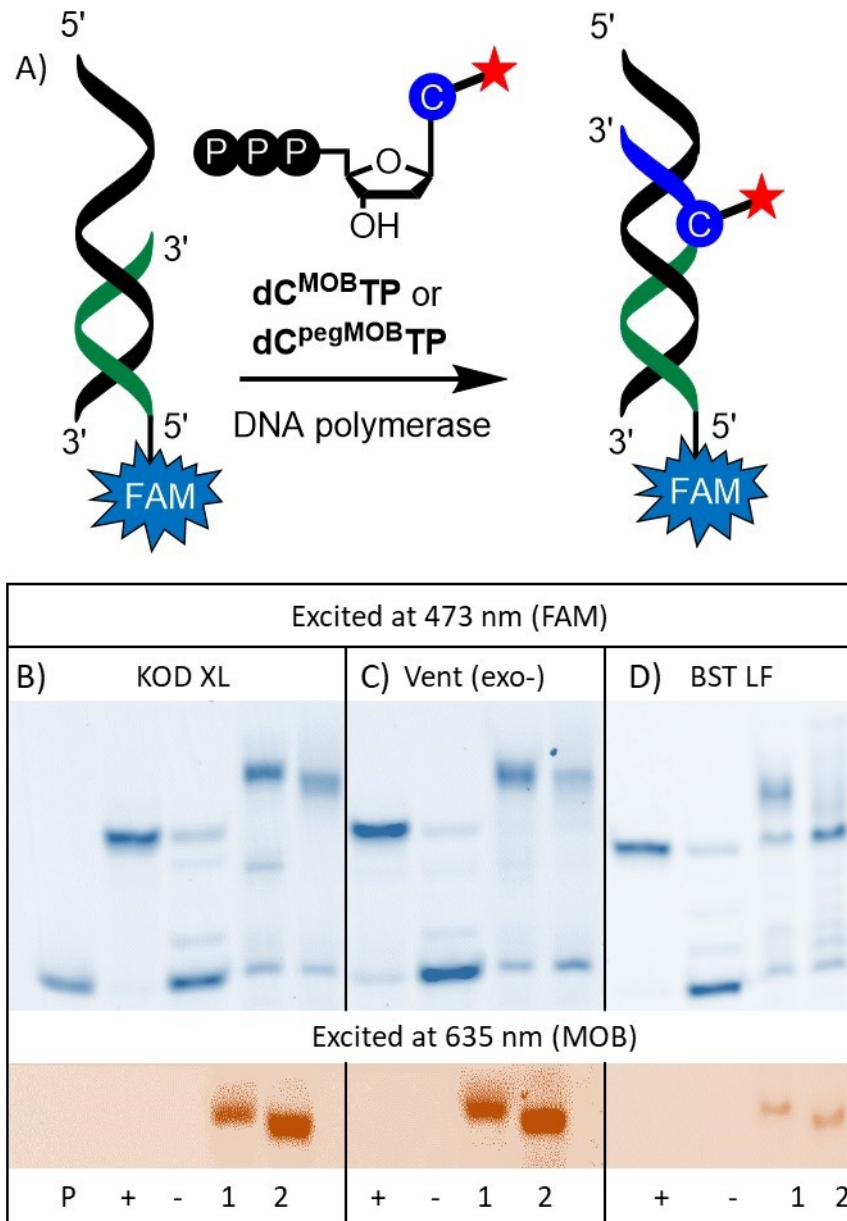 5'
A)
C
3'
P P P
O
3'
C
OH
dC^MOB TP or
dC^pegMOB TP
3'
5'
DNA polymerase
3'
5'
FAM
FAM
Excited at 473 nm (FAM)
B) KOD XL
C) Vent (exo-)
D) BST LF
Excited at 635 nm (MOB)
P + - 1 2
+ - 1 2
+ - 1 2